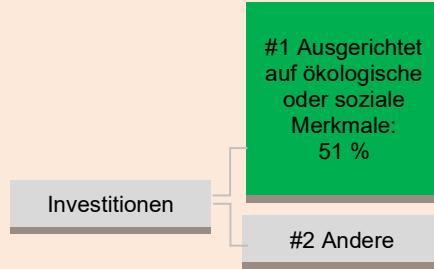 #1 Ausgerichtet
auf ökologische
oder soziale
Merkmale:
51 %
Investitionen
#2 Andere